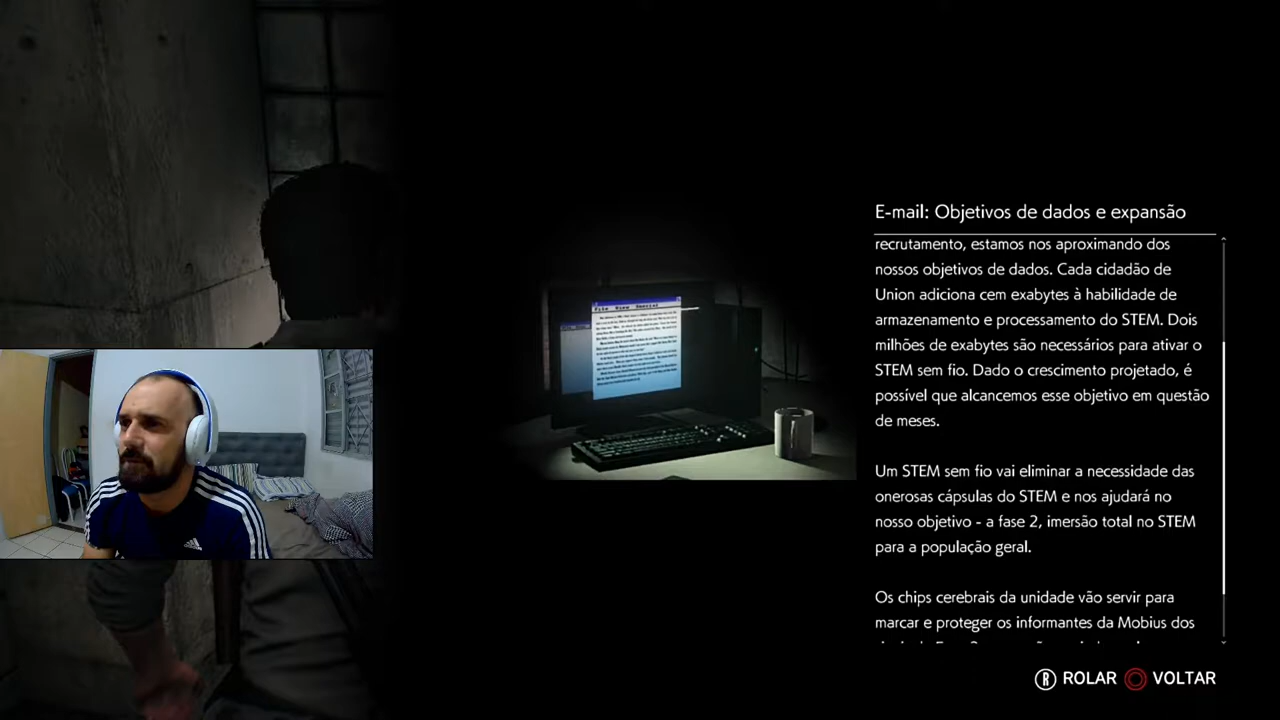 E-mail: Objetivos de dados e expansão
recrutamento, estamos nos aproximando dos
nossos objetivos de dados. Cada cidadão de
Union adiciona cem exabytes à habilidade de
armazenamento e processamento do STEM. Dois
milhões de exabytes são necessários para ativar o
STEM sem fio. Dado o crescimento projetado, é
possível que alcancemos esse objetivo em questão
de meses.
Um STEM sem fio vai eliminar a necessidade das
onerosas cápsulas do STEM e nos ajudará no
nosso objetivo - a fase 2, imersão total no STEM
para a população geral.
Os chips cerebrais da unidade vão servir para
marcar e proteger os informantes da Mobius dos
R ROLAR VOLTAR